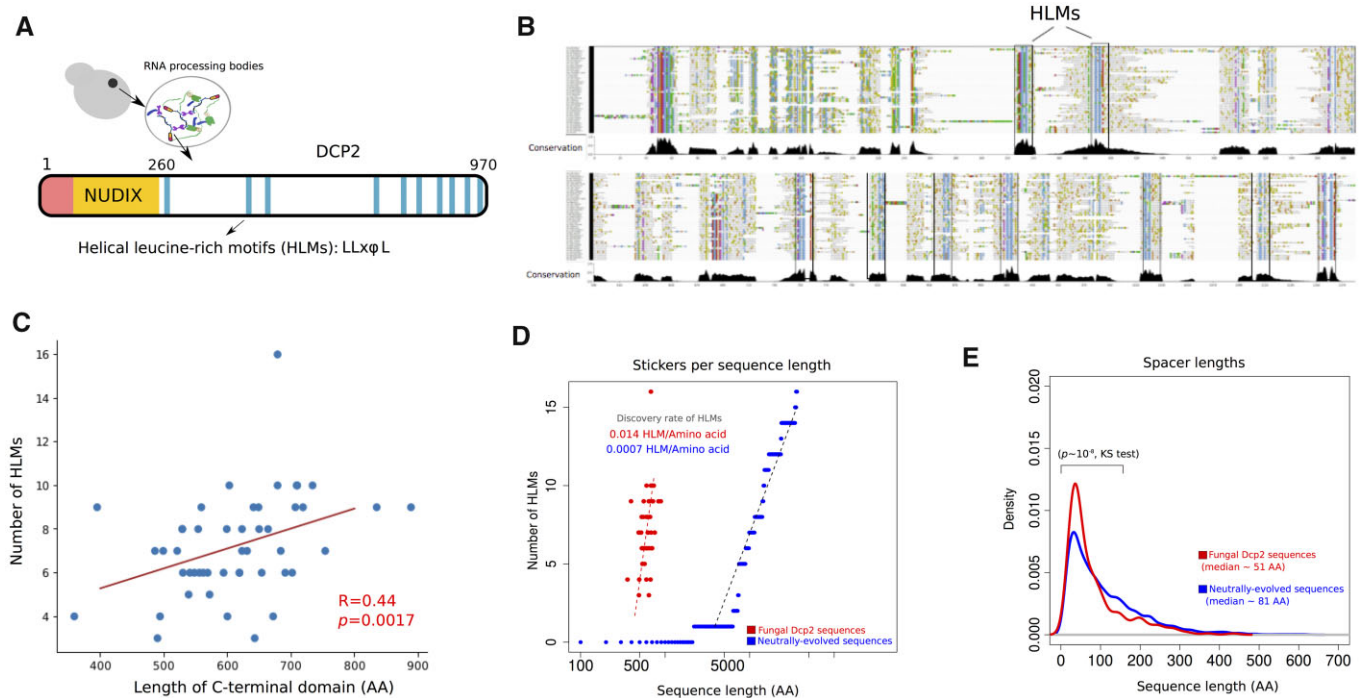 A
RNA processing bodies
1
260
DCP2
970
NUDIX
Helical leucine-rich motifs (HLMs): LLxφL
B
HLMs
Conservation
Conservation
C
16
14
12
10
8
6
4
Number of HLMs
R=0.44
p=0.0017
400 500 600 700 800 900
Length of C-terminal domain (AA)
D
Stickers per sequence length
15
10
5
0
Number of HLMs
Discovery rate of HLMs
0.014 HLM/Amino acid
0.0007 HLM/Amino acid
Fungal Dcp2 sequences
Neutrally-evolved sequences
100 500 5000
Sequence length (AA)
E
Spacer lengths
0.020
0.015
0.010
0.005
0.000
Density
(p~10⁻⁸, KS test)
Fungal Dcp2 sequences
(median ~ 51 AA)
Neutrally-evolved sequences
(median ~ 81 AA)
0 100 200 300 400 500 600 700
Sequence length (AA)